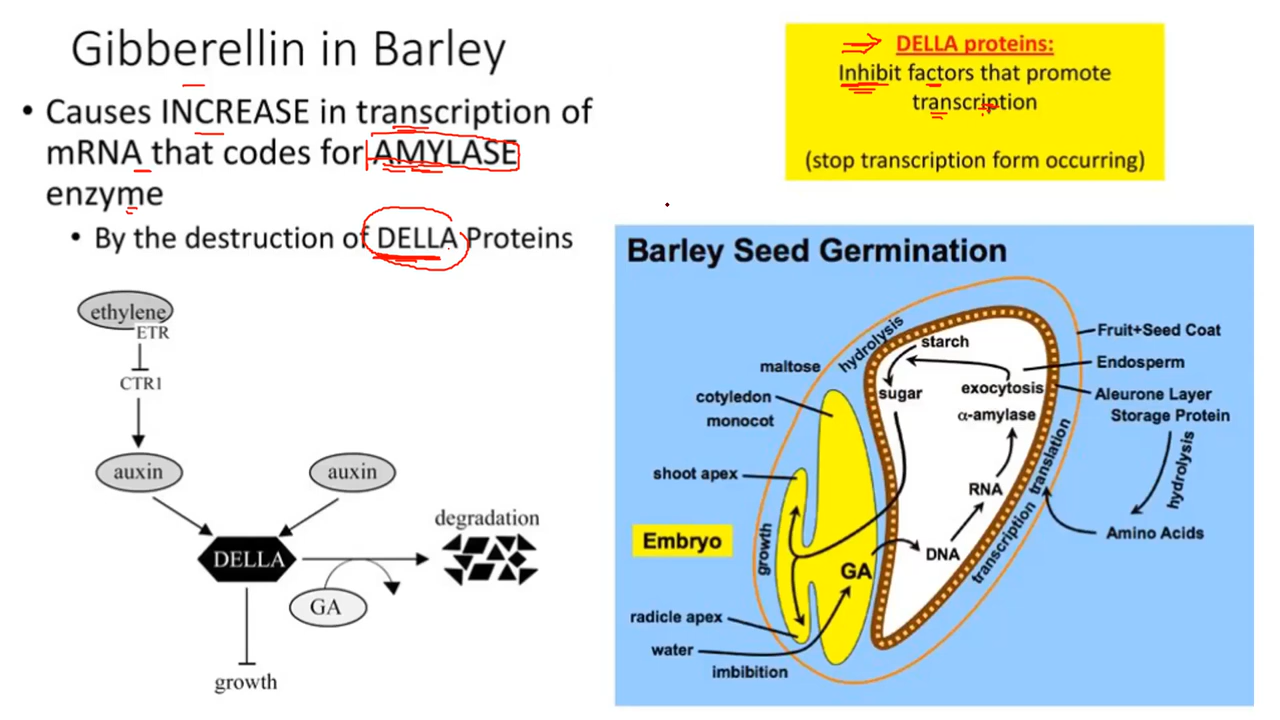 Gibberellin in Barley
• Causes INCREASE in transcription of
mRNA that codes for AMYLASE
enzyme
• By the destruction of DELLA Proteins
DELLA proteins:
Inhibit factors that promote
transcription
(stop transcription form occurring)
ethylene
ETR
CTR1
auxin
auxin
DELLA
degradation
GA
growth
Barley Seed Germination
hydrolysis
starch
Fruit+Seed Coat
maltose
Endosperm
cotyledon
monocot
sugar
exocytosis
α-amylase
Aleurone Layer
Storage Protein
shoot apex
RNA
translation
hydrolysis
Embryo
growth
GA
DNA
transcription
Amino Acids
radicle apex
water
imbibition